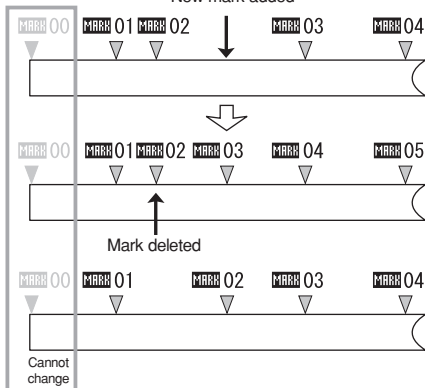 New mark added
MARK 00 MARK 01 MARK 02 MARK 03 MARK 04
MARK 00 MARK 01 MARK 02 MARK 03 MARK 04 MARK 05
Mark deleted
MARK 00 MARK 01 MARK 02 MARK 03 MARK 04
Cannot
change